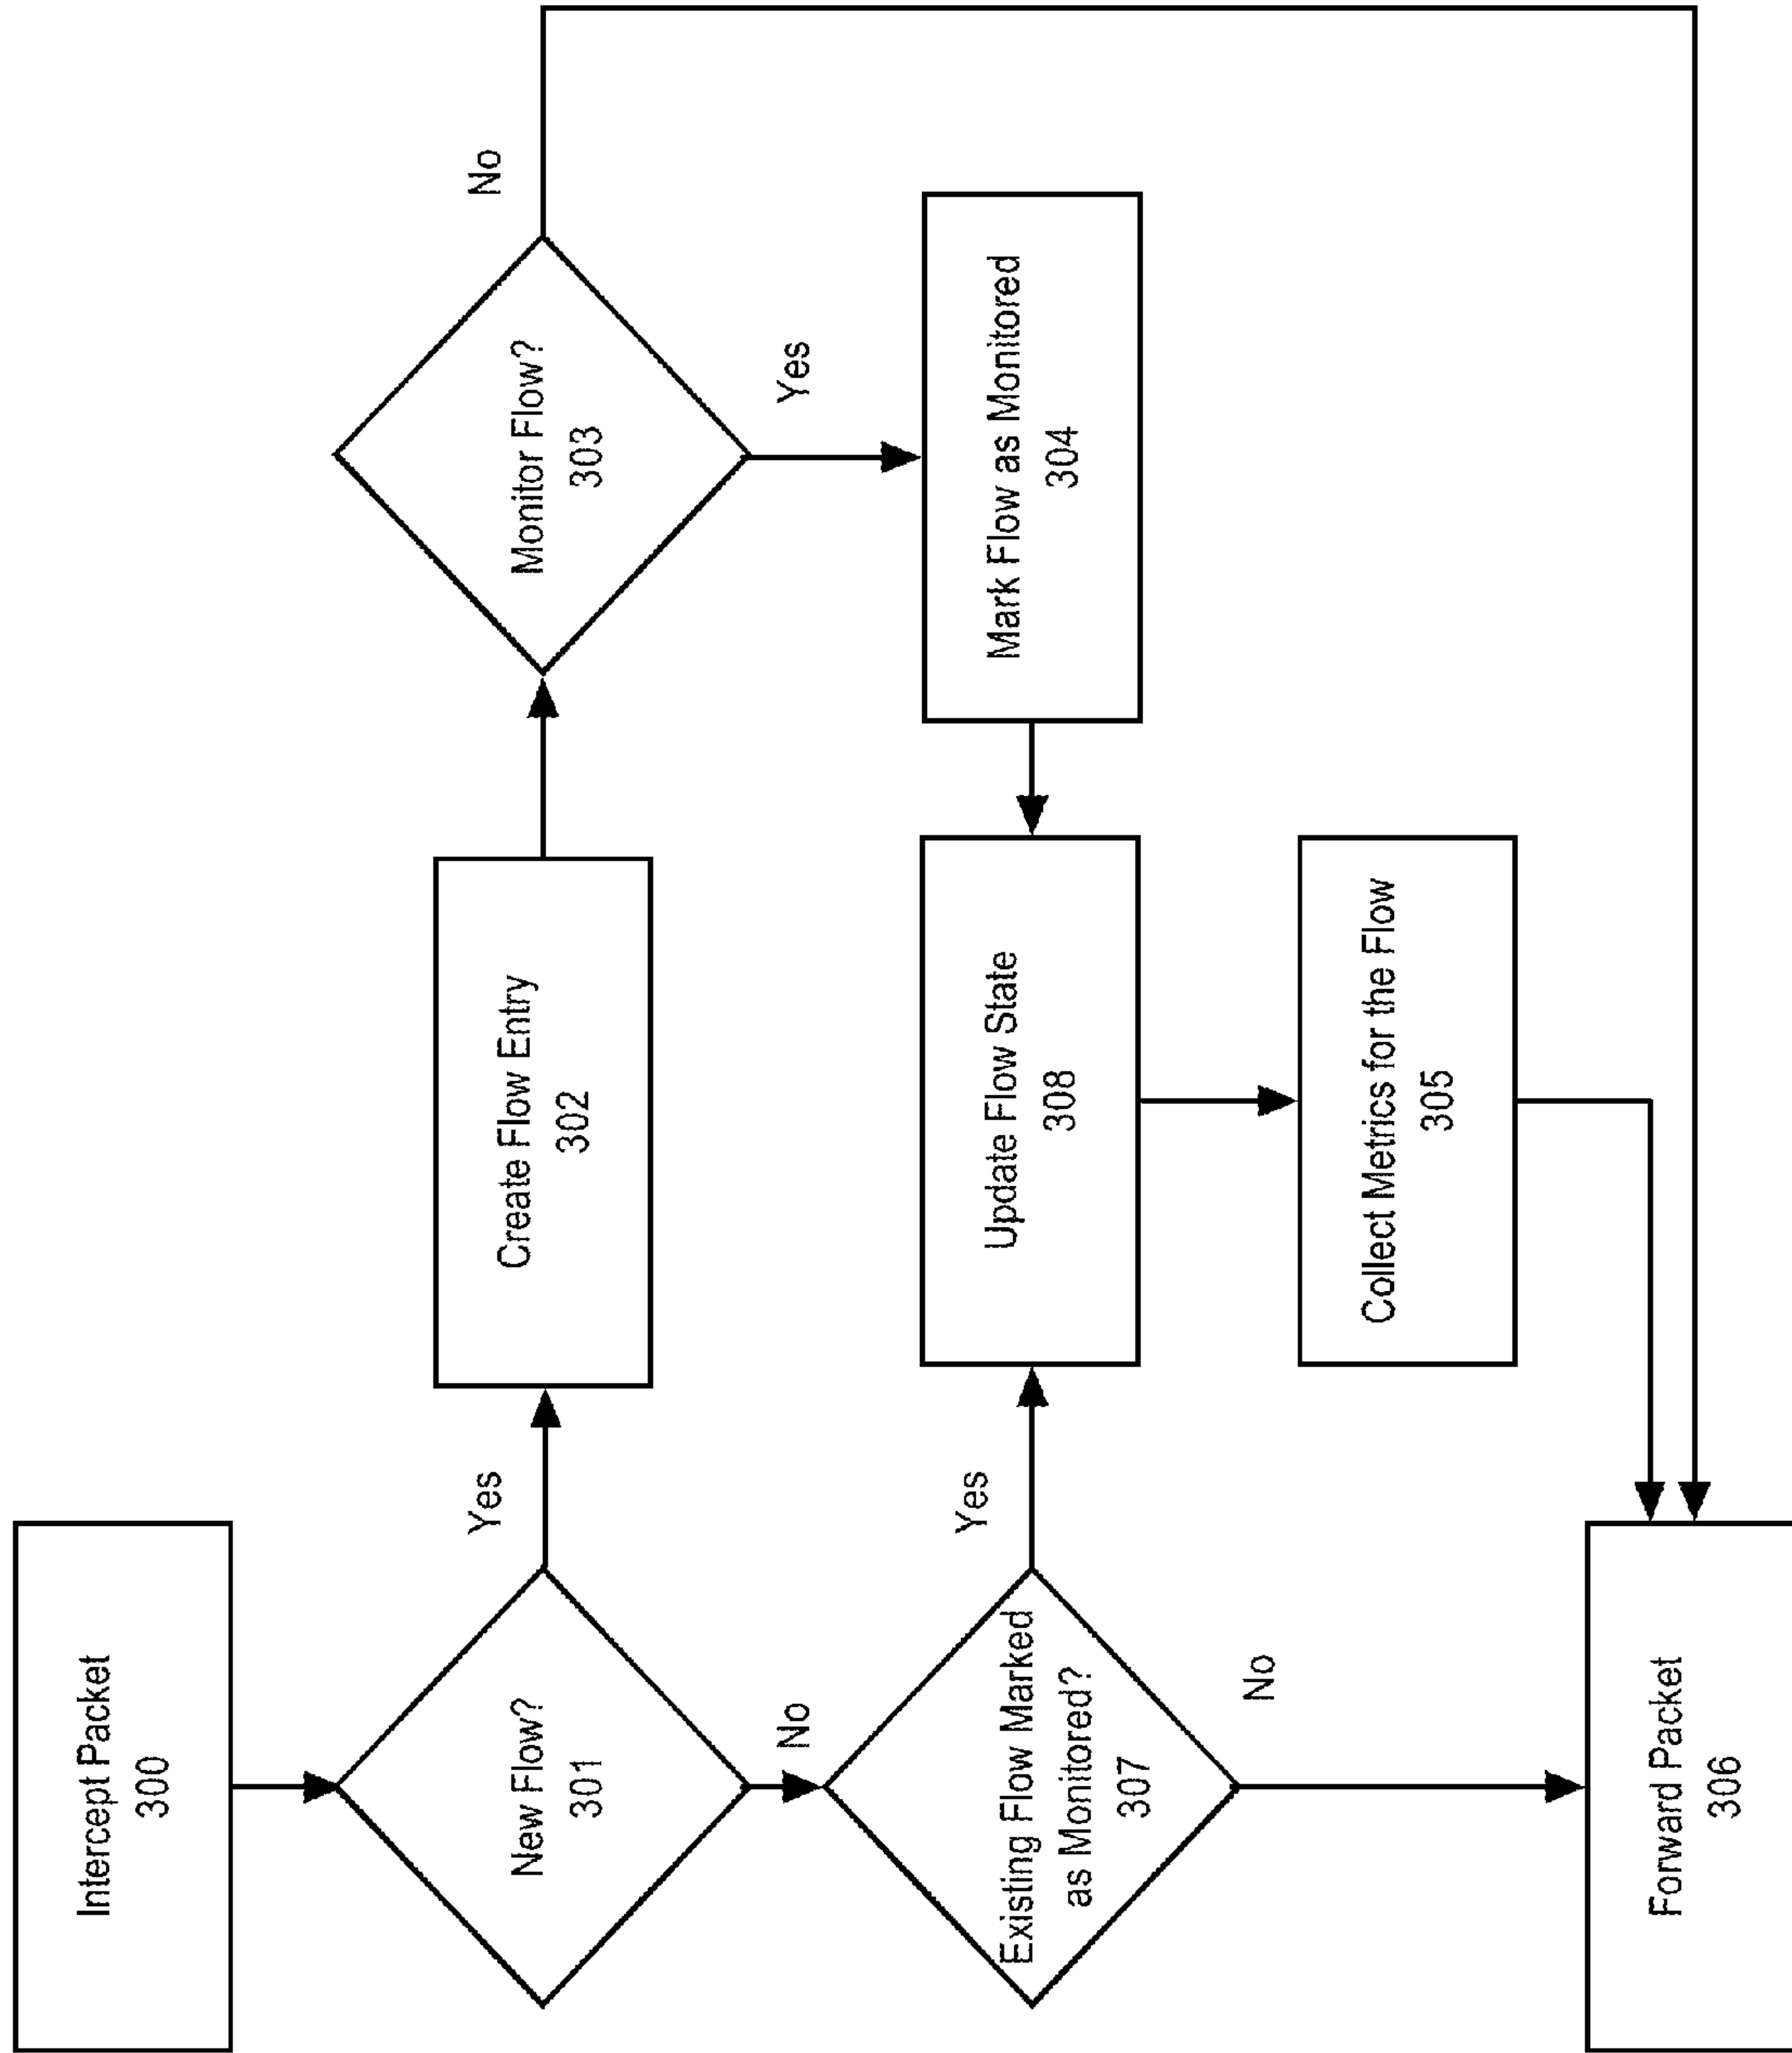 Intercept Packet
300
New Flow?
301
Yes
No
Create Flow Entry
302
Monitor Flow?
303
No
Yes
Mark Flow as Monitored
304
Existing Flow Marked
as Monitored?
307
Yes
No
Update Flow State
308
Collect Metrics for the Flow
305
Forward Packet
306